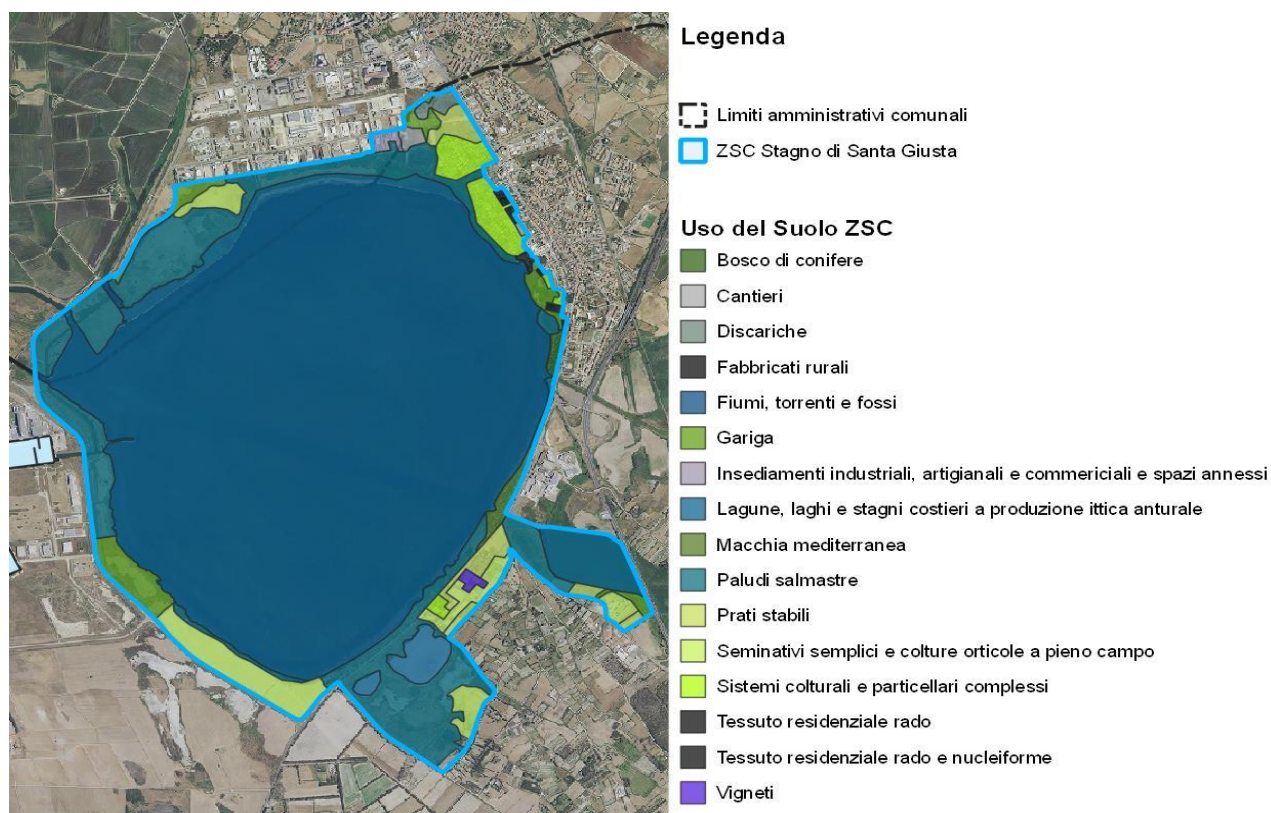 Legenda
Limiti amministrativi comunali
ZSC Stagno di Santa Giusta
Uso del Suolo ZSC
Bosco di conifere
Cantieri
Discariche
Fabbricati rurali
Fiumi, torrenti e fossi
Gariga
Insediamenti industriali, artigianali e commericiali e spazi annessi
Lagune, laghi e stagni costieri a produzione ittica anturale
Macchia mediterranea
Paludi salmastre
Prati stabili
Seminativi semplici e colture orticole a pieno campo
Sistemi colturali e particellari complessi
Tessuto residenziale rado
Tessuto residenziale rado e nucleiforme
Vigneti